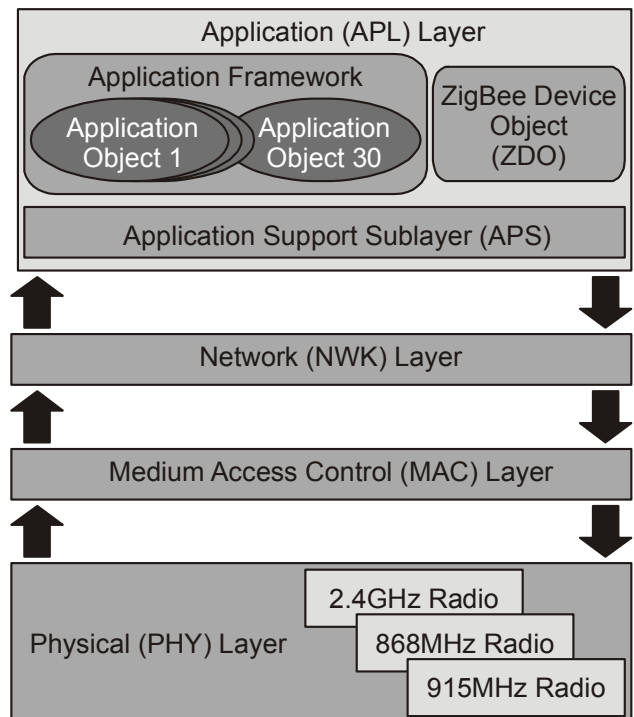 Application (APL) Layer
Application Framework
Application
Object 1
Application
Object 30
ZigBee Device
Object
(ZDO)
Application Support Sublayer (APS)
Network (NWK) Layer
Medium Access Control (MAC) Layer
Physical (PHY) Layer
2.4GHz Radio
868MHz Radio
915MHz Radio